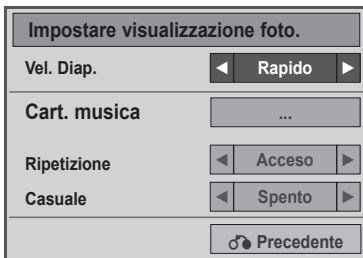 Impostare visualizzazione foto.
Vel. Diap. ◄ Rapido ►
Cart. musica ...
Ripetizione ◄ Acceso ►
Casuale ◄ Spento ►
Precedente